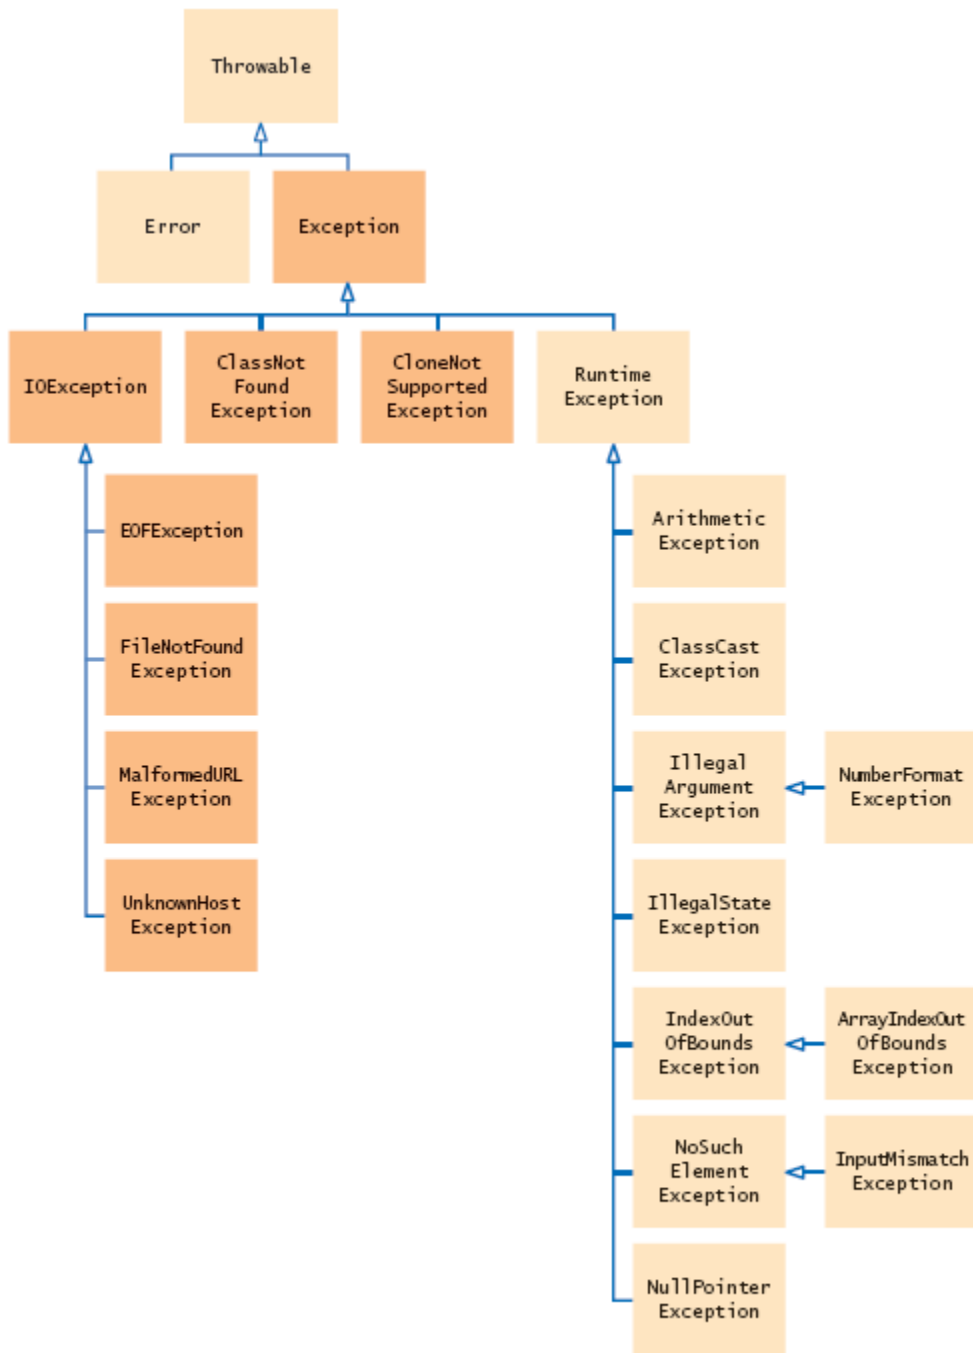 Throwable
Error
Exception
IOException
ClassNot
Found
Exception
CloneNot
Supported
Exception
Runtime
Exception
EOFException
FileNotFound
Exception
MalformedURL
Exception
UnknownHost
Exception
Arithmetic
Exception
ClassCast
Exception
Illegal
Argument
Exception
NumberFormat
Exception
IllegalState
Exception
IndexOut
OfBounds
Exception
ArrayIndexOut
OfBounds
Exception
NoSuch
Element
Exception
InputMismatch
Exception
NullPointer
Exception